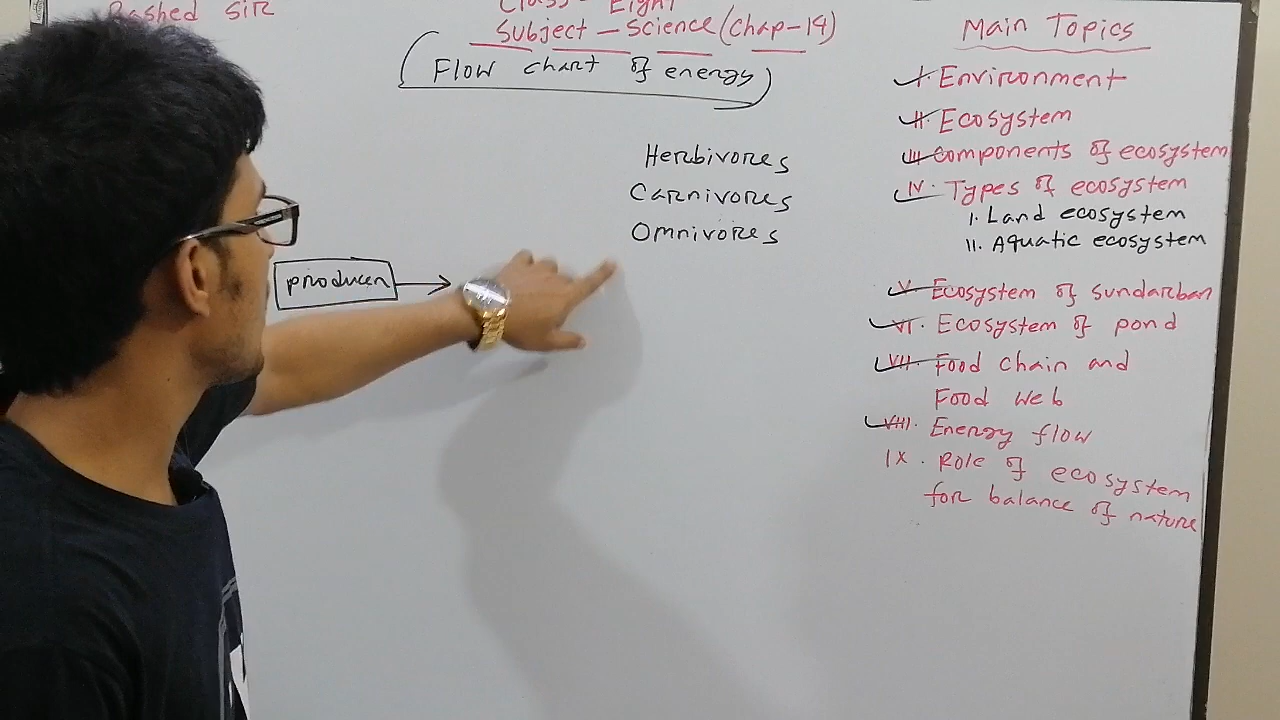 Rashed sir
Class - Eight
Subject - Science (chap-14)
Flow chart of energy
Herbivores
Carnivores
Omnivores
producer
Main Topics
I. Environment
II. Ecosystem
III. components of ecosystem
IV. Types of ecosystem
I. Land ecosystem
II. Aquatic ecosystem
V. Ecosystem of sundarban
VI. Ecosystem of pond
VII. Food chain and
Food web
VIII. Energy flow
IX. Role of ecosystem
for balance of nature